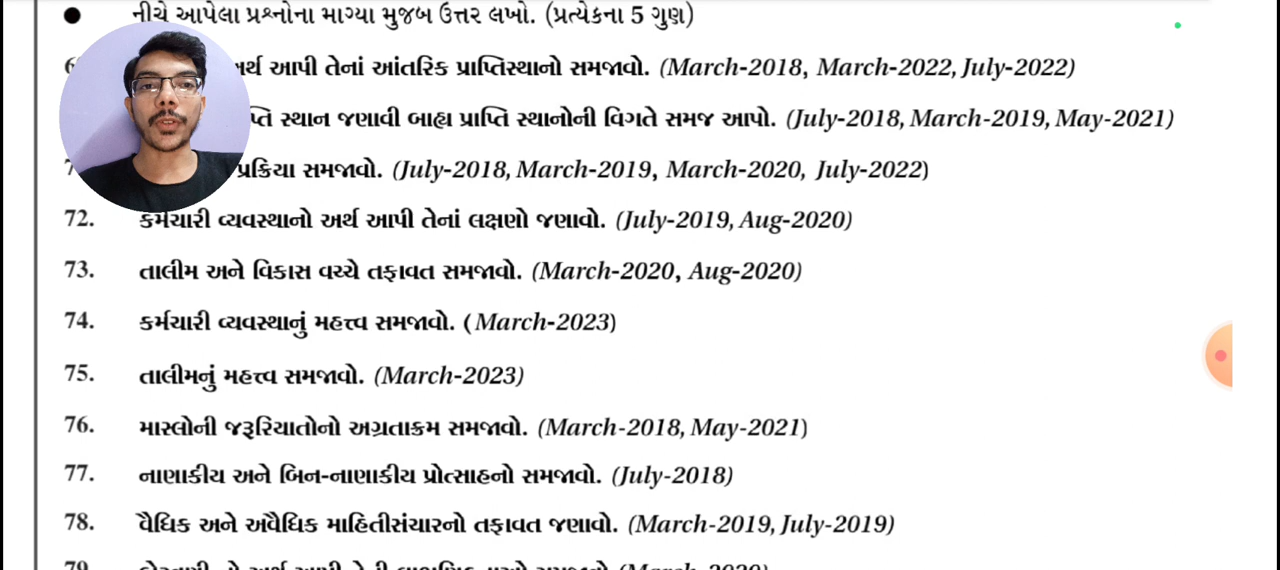 ● નીચે આપેલા પ્રશ્નોના માગ્યા મુજબ ઉત્તર લખો. (પ્રત્યેકના 5 ગુણ)
આપી તેનાં આંતરિક પ્રાપ્તિસ્થાનો સમજાવો. (March-2018, March-2022, July-2022)
સ્થાન જણાવી બાહ્ય પ્રાપ્તિ સ્થાનોની વિગતે સમજ આપો. (July-2018, March-2019, May-2021)
પ્રક્રિયા સમજાવો. (July-2018, March-2019, March-2020, July-2022)
72. કર્મચારી વ્યવસ્થાનો અર્થ આપી તેનાં લક્ષણો જણાવો. (July-2019, Aug-2020)
73. તાલીમ અને વિકાસ વચ્ચે તફાવત સમજાવો. (March-2020, Aug-2020)
74. કર્મચારી વ્યવસ્થાનું મહત્ત્વ સમજાવો. ( March-2023)
75. તાલીમનું મહત્ત્વ સમજાવો. (March-2023)
76. માસ્લોની જરૂરિયાતોનો અગ્રતાક્રમ સમજાવો. (March-2018, May-2021)
77. નાણાકીય અને બિન-નાણાકીય પ્રોત્સાહનો સમજાવો. (July-2018)
78. વૈધિક અને અવૈધિક માહિતીસંચારનો તફાવત જણાવો. (March-2019, July-2019)